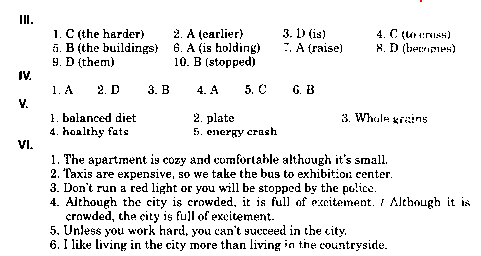 III.
1. C (the harder) 2. A (earlier) 3. D (is) 4. C (to cross)
5. B (the buildings) 6. A (is holding) 7. A (raise) 8. D (becomes)
9. D (them) 10. B (stopped)
IV.
1. A 2. D 3. B 4. A 5. C 6. B
V.
1. balanced diet 2. plate 3. Whole grains
4. healthy fats 5. energy crash
VI.
1. The apartment is cozy and comfortable although it's small.
2. Taxis are expensive, so we take the bus to exhibition center.
3. Don't run a red light or you will be stopped by the police.
4. Although the city is crowded, it is full of excitement. / Although it is
crowded, the city is full of excitement.
5. Unless you work hard, you can't succeed in the city.
6. I like living in the city more than living in the countryside.